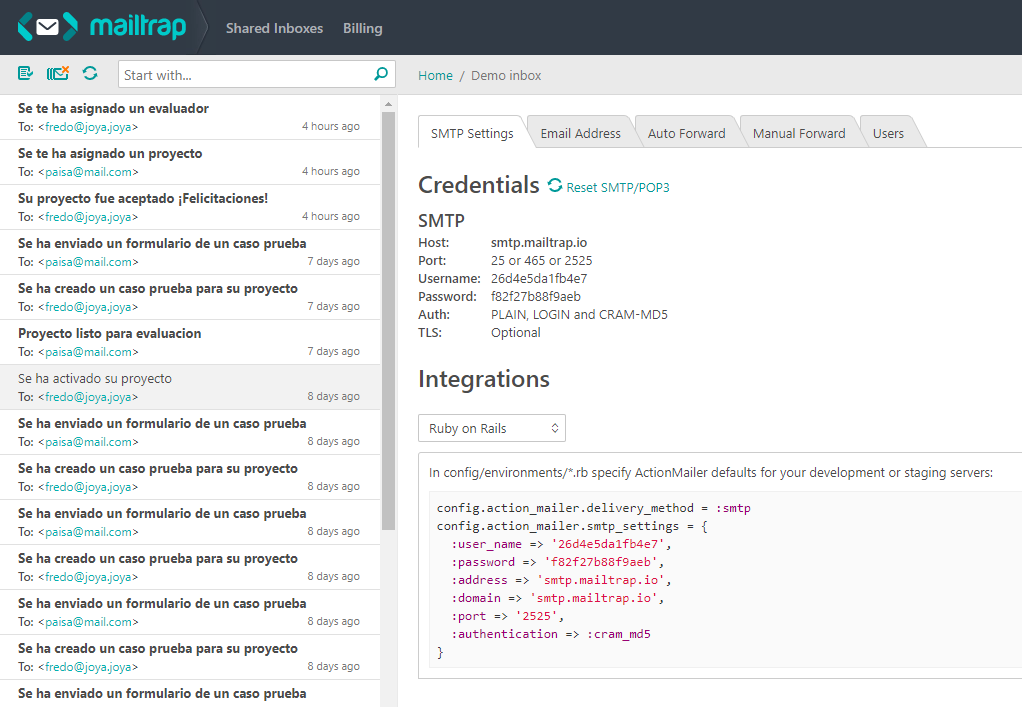 mailtrap
Shared Inboxes
Billing
Start with...
Home / Demo inbox
Se te ha asignado un evaluador
To: <fredo@joya.joya>
4 hours ago
Se te ha asignado un proyecto
To: <paisa@mail.com>
4 hours ago
Su proyecto fue aceptado ¡Felicitaciones!
To: <fredo@joya.joya>
4 hours ago
Se ha enviado un formulario de un caso prueba
To: <paisa@mail.com>
7 days ago
Se ha creado un caso prueba para su proyecto
To: <fredo@joya.joya>
7 days ago
Proyecto listo para evaluacion
To: <paisa@mail.com>
7 days ago
Se ha activado su proyecto
To: <fredo@joya.joya>
8 days ago
Se ha enviado un formulario de un caso prueba
To: <paisa@mail.com>
8 days ago
Se ha creado un caso prueba para su proyecto
To: <fredo@joya.joya>
8 days ago
Se ha enviado un formulario de un caso prueba
To: <paisa@mail.com>
8 days ago
Se ha creado un caso prueba para su proyecto
To: <fredo@joya.joya>
8 days ago
Se ha enviado un formulario de un caso prueba
To: <paisa@mail.com>
8 days ago
Se ha creado un caso prueba para su proyecto
To: <fredo@joya.joya>
8 days ago
Se ha enviado un formulario de un caso prueba
SMTP Settings
Email Address
Auto Forward
Manual Forward
Users
Credentials
Reset SMTP/POP3
SMTP
Host: smtp.mailtrap.io
Port: 25 or 465 or 2525
Username: 26d4e5da1fb4e7
Password: f82f27b88f9aeb
Auth: PLAIN, LOGIN and CRAM-MD5
TLS: Optional
Integrations
Ruby on Rails
In config/environments/*.rb specify ActionMailer defaults for your development or staging servers:
config.action_mailer.delivery_method = :smtp
config.action_mailer.smtp_settings = {
:user_name => '26d4e5da1fb4e7',
:password => 'f82f27b88f9aeb',
:address => 'smtp.mailtrap.io',
:domain => 'smtp.mailtrap.io',
:port => '2525',
:authentication => :cram_md5
}